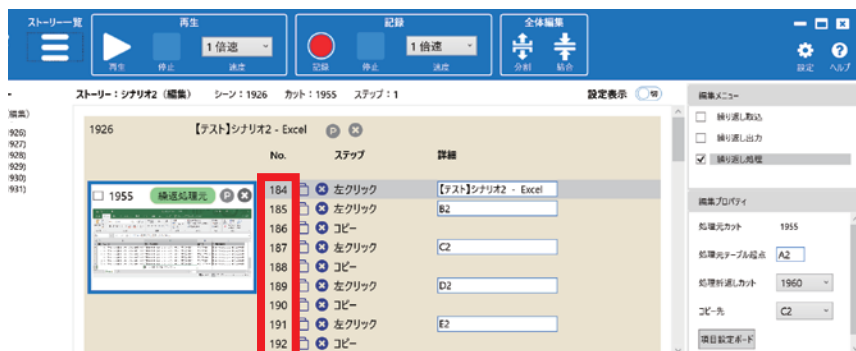 ストーリー一覧
再生
記録
全体編集
1 倍速
1 倍速
再生
停止
速度
記録
停止
速度
分割
結合
設定
ヘルプ
ストーリー：シナリオ2（編集） シーン：1926 カット：1955 ステップ：1
設定表示
切
編集）
926)
927)
928)
929)
930)
931)
1926 【テスト】シナリオ2 - Excel P
No. ステップ 詳細
1955 繰返処理元 P
184 左クリック 【テスト】シナリオ2 - Excel
185 左クリック B2
186 コピー
187 左クリック C2
188 コピー
189 左クリック D2
190 コピー
191 左クリック E2
192 コピー
編集メニュー
繰り返し取込
繰り返し出力
繰り返し処理
編集プロパティ
処理元カット 1955
処理元テーブル起点 A2
処理折返しカット 1960
コピー先 C2
項目設定ボード